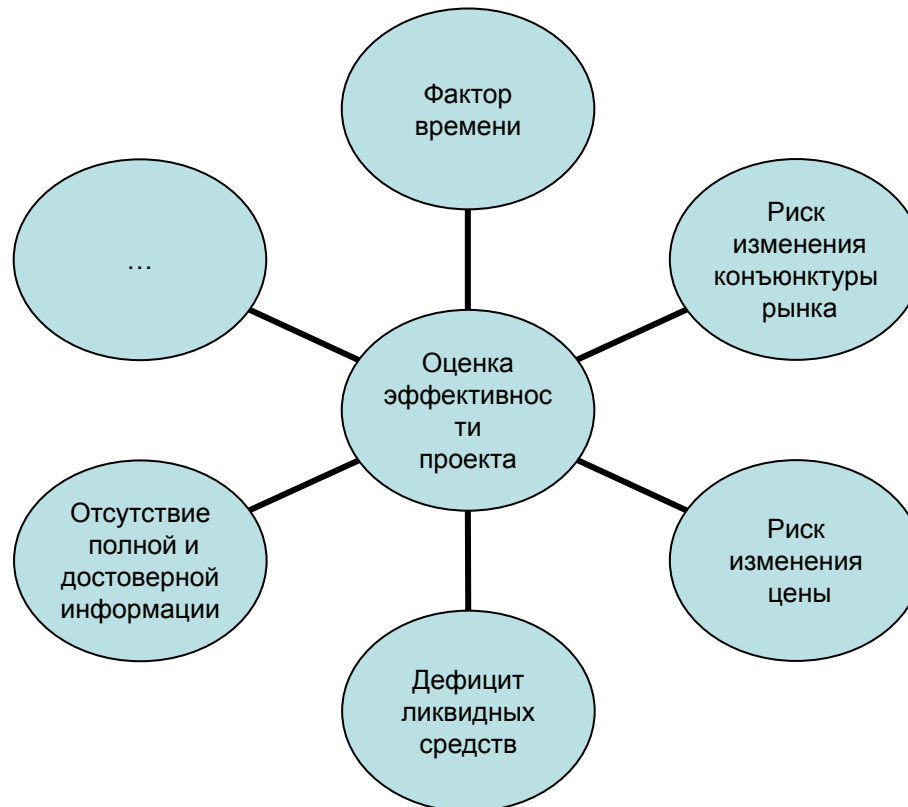 Фактор
времени
…
Риск
изменения
конъюнктуры
рынка
Оценка
эффективнос
ти
проекта
Отсутствие
полной и
достоверной
информации
Риск
изменения
цены
Дефицит
ликвидных
средств